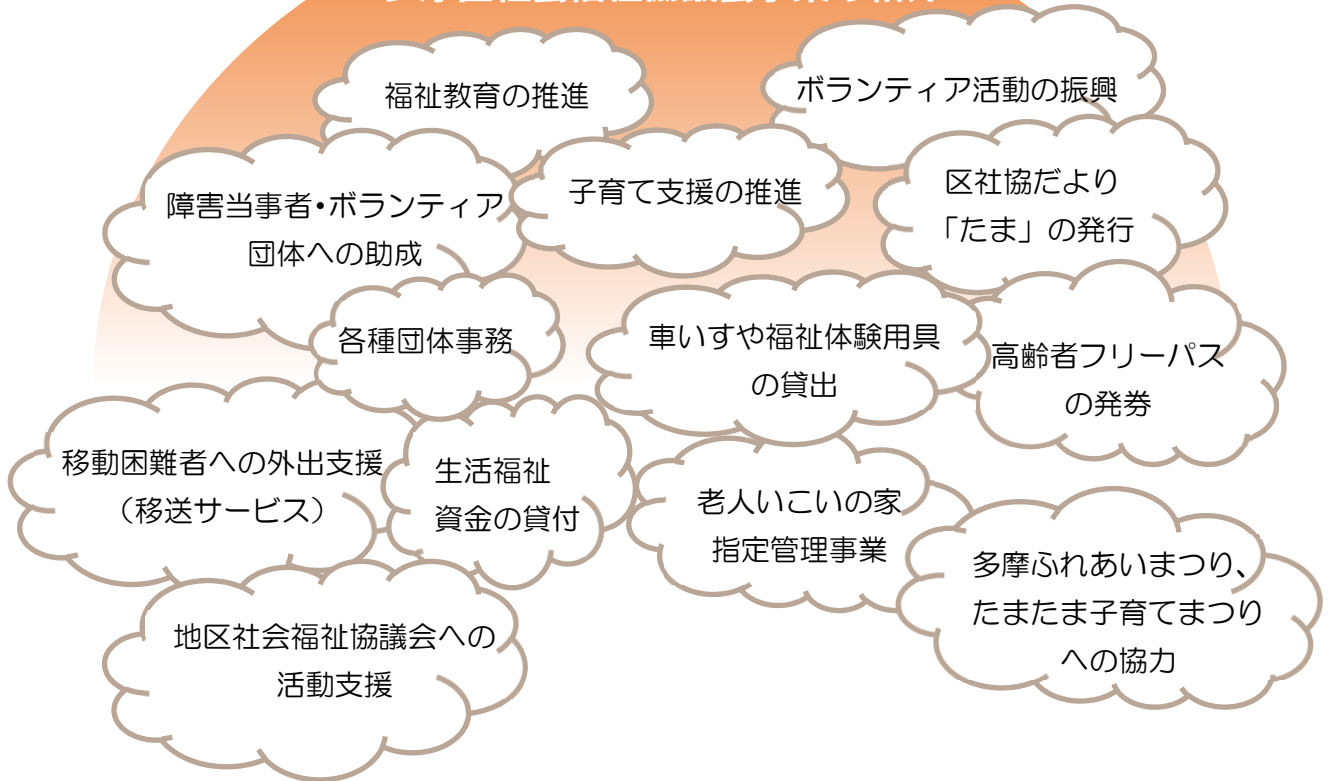 福祉教育の推進
ボランティア活動の振興
障害当事者・ボランティア
団体への助成
子育て支援の推進
区社協だより
「たま」の発行
各種団体事務
車いすや福祉体験用具
の貸出
高齢者フリーパス
の発券
移動困難者への外出支援
（移送サービス）
生活福祉
資金の貸付
老人いこいの家
指定管理事業
多摩ふれあいまつり、
たまたま子育てまつり
への協力
地区社会福祉協議会への
活動支援